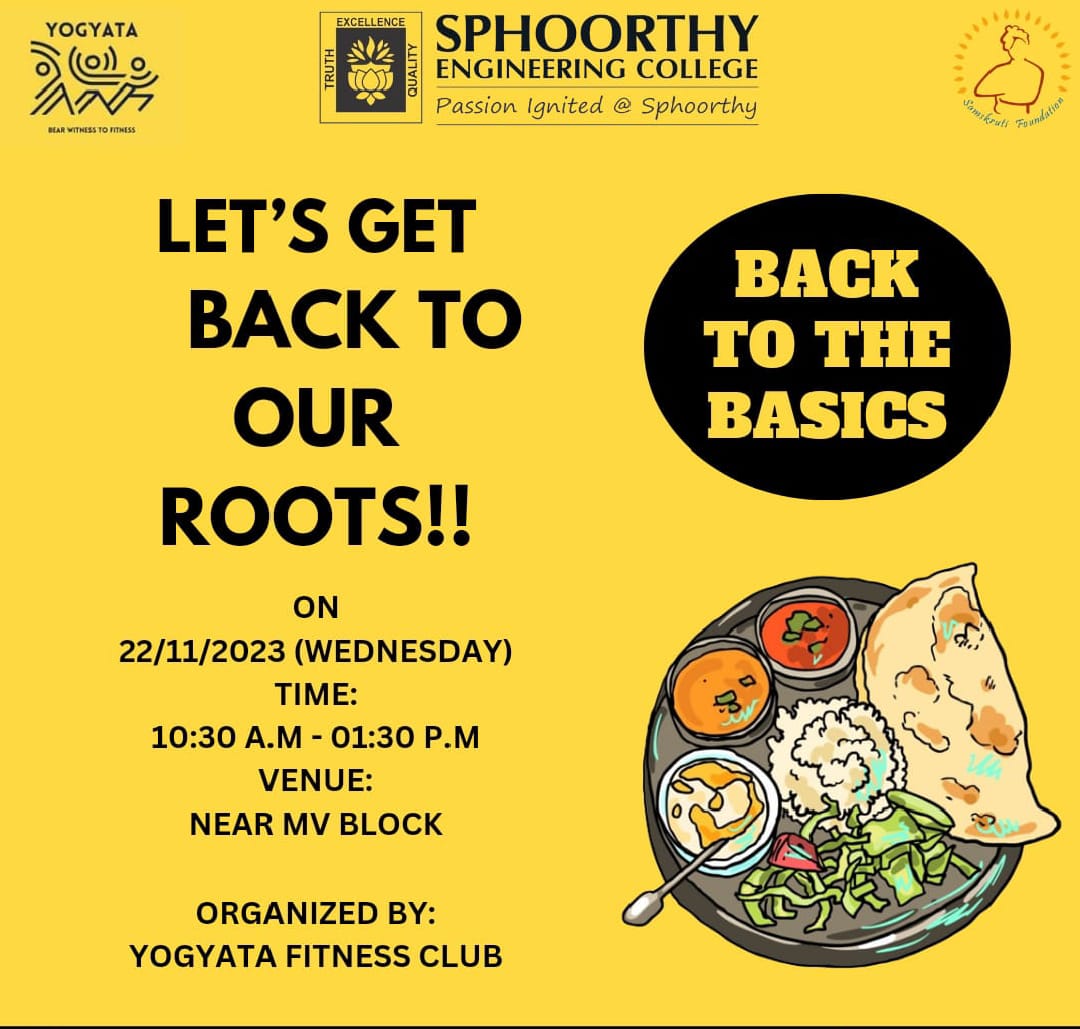 YOGYATA
BEAR WITNESS TO FITNESS
EXCELLENCE
TRUTH
QUALITY
SPHOORTHY
ENGINEERING COLLEGE
Passion Ignited @ Sphoorthy
Samskruti Foundation
LET’S GET
BACK TO
OUR
ROOTS!!
BACK
TO THE
BASICS
ON
22/11/2023 (WEDNESDAY)
TIME:
10:30 A.M - 01:30 P.M
VENUE:
NEAR MV BLOCK
ORGANIZED BY:
YOGYATA FITNESS CLUB